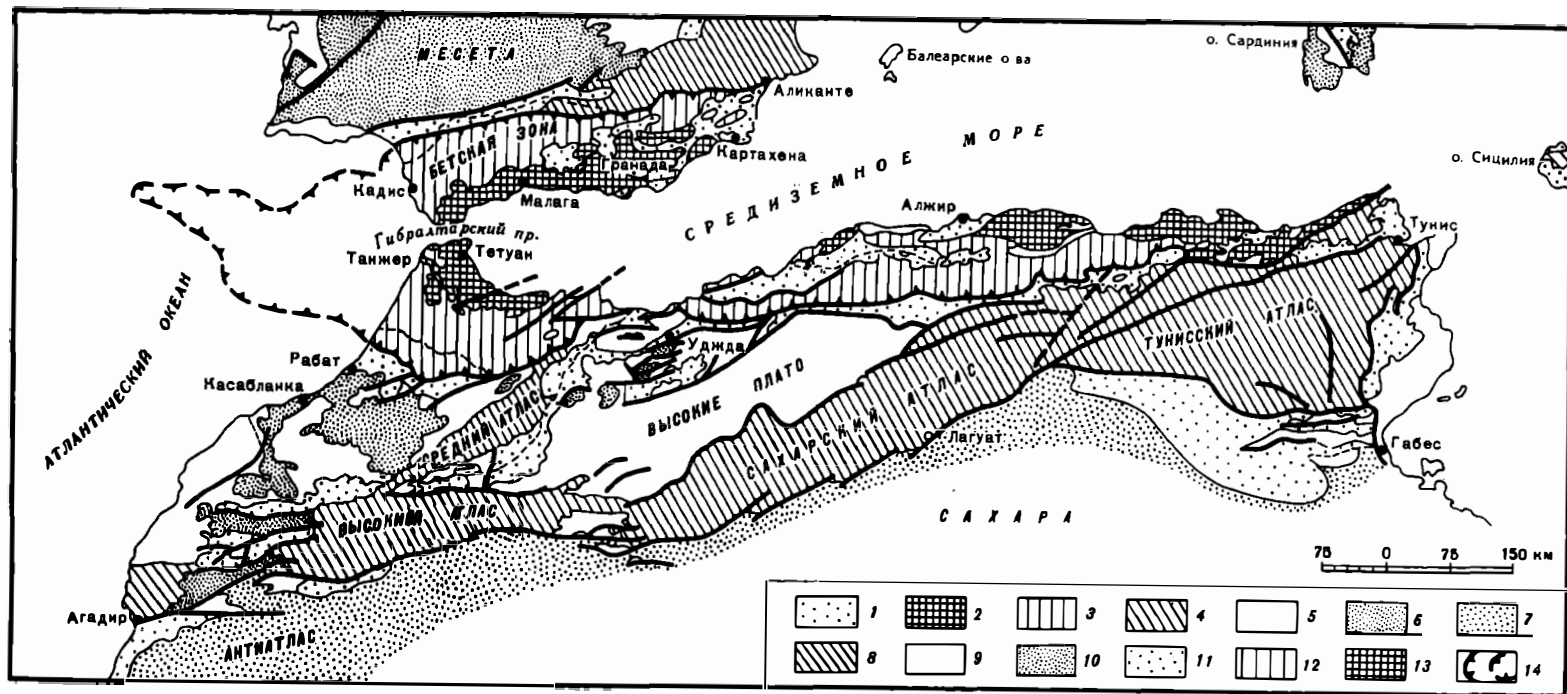 МЕСЕТА
о. Сардиния
Балеарские о ва
Аликанте
БЕТСКАЯ ЗОНА
Гранада
Картахена
СРЕДИЗЕМНОЕ МОРЕ
о. Сицилия
Кадис
Малага
Алжир
Тунис
Гибралтарский пр.
Танжер
Тетуан
АТЛАНТИЧЕСКИЙ ОКЕАН
Рабат
Уджда
ТУНИССКИЙ АТЛАС
Касабланка
СРЕДНИЙ АТЛАС
ВЫСОКИЕ ПЛАТО
САХАРСКИЙ АТЛАС
Лагуат
Габес
ВЫСОКИЙ АТЛАС
САХАРА
75 0 75 150 км
Агадир
АНТИАТЛАС
1 2 3 4 5 6 7
8 9 10 11 12 13 14